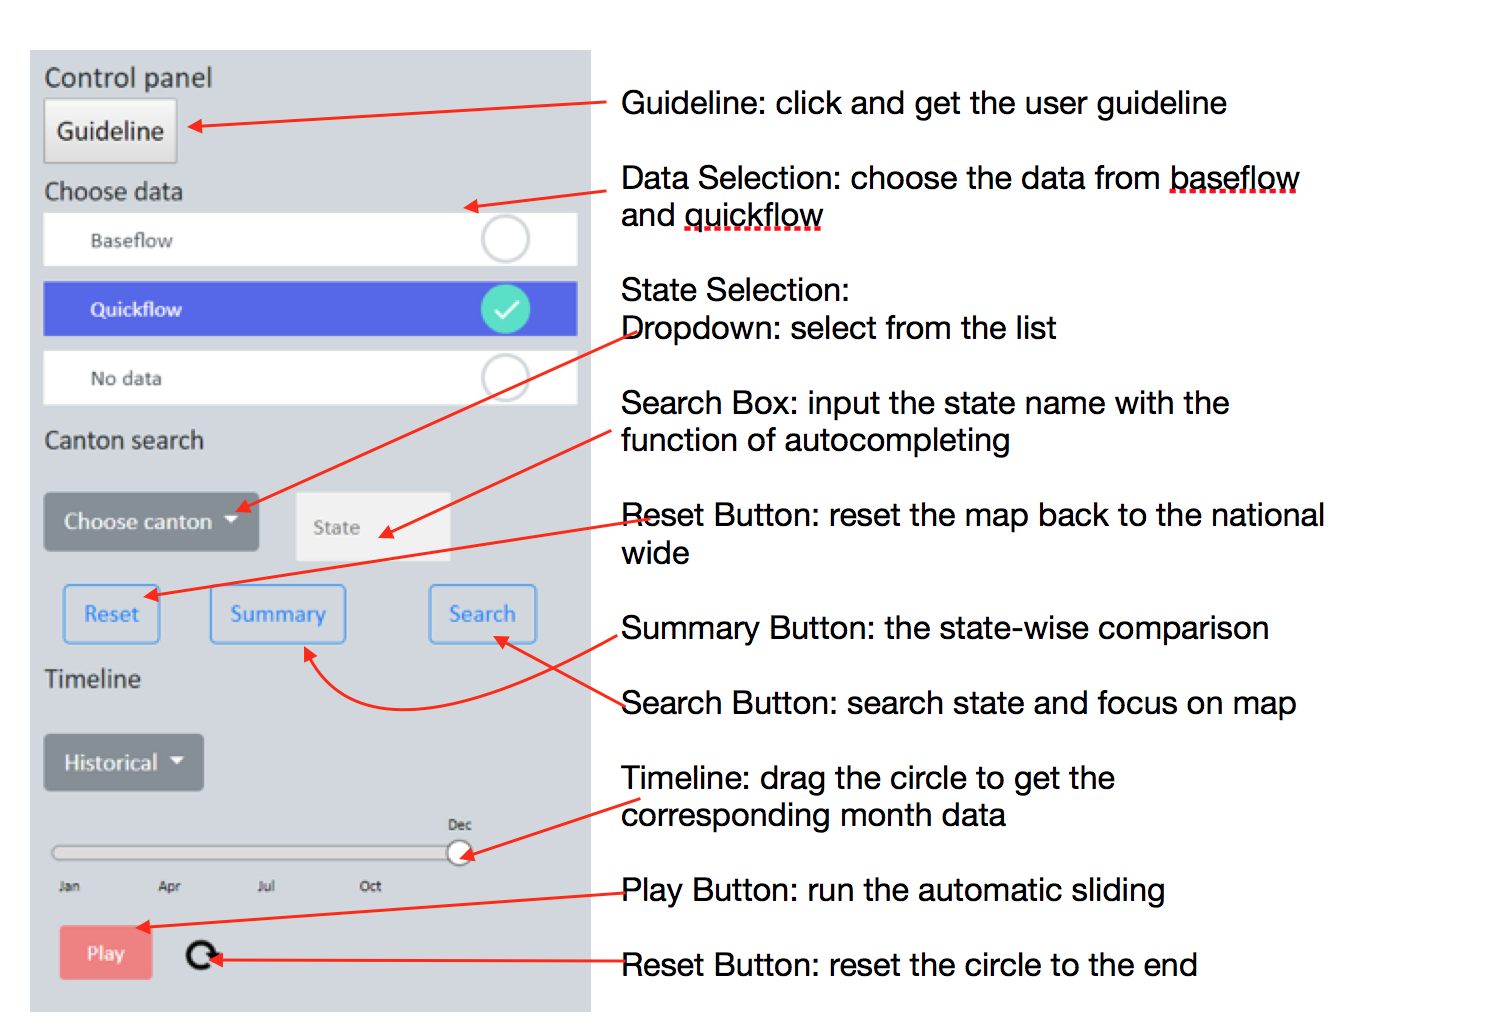 Control panel
Guideline
Choose data
Baseflow
Quickflow
No data
Canton search
Choose canton
State
Reset
Summary
Search
Timeline
Historical
Dec
Jan
Apr
Jul
Oct
Play
Guideline: click and get the user guideline
Data Selection: choose the data from baseflow
and quickflow
State Selection:
Dropdown: select from the list
Search Box: input the state name with the
function of autocompleting
Reset Button: reset the map back to the national
wide
Summary Button: the state-wise comparison
Search Button: search state and focus on map
Timeline: drag the circle to get the
corresponding month data
Play Button: run the automatic sliding
Reset Button: reset the circle to the end